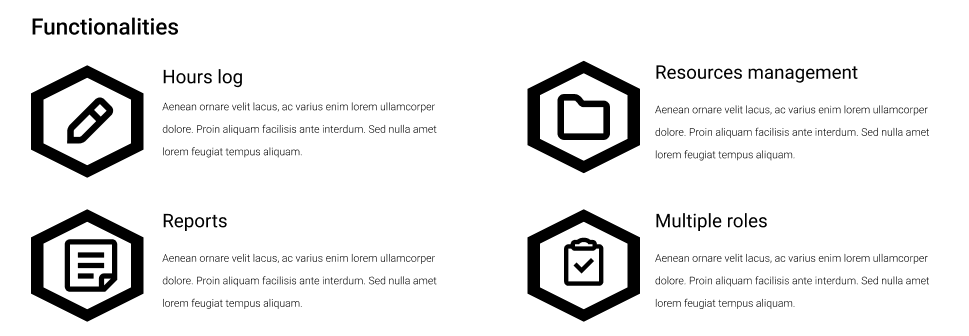 Functionalities
Hours log
Aenean ornare velit lacus, ac varius enim lorem ullamcorper
dolore. Proin aliquam facilisis ante interdum. Sed nulla amet
lorem feugiat tempus aliquam.
Resources management
Aenean ornare velit lacus, ac varius enim lorem ullamcorper
dolore. Proin aliquam facilisis ante interdum. Sed nulla amet
lorem feugiat tempus aliquam.
Reports
Aenean ornare velit lacus, ac varius enim lorem ullamcorper
dolore. Proin aliquam facilisis ante interdum. Sed nulla amet
lorem feugiat tempus aliquam.
Multiple roles
Aenean ornare velit lacus, ac varius enim lorem ullamcorper
dolore. Proin aliquam facilisis ante interdum. Sed nulla amet
lorem feugiat tempus aliquam.